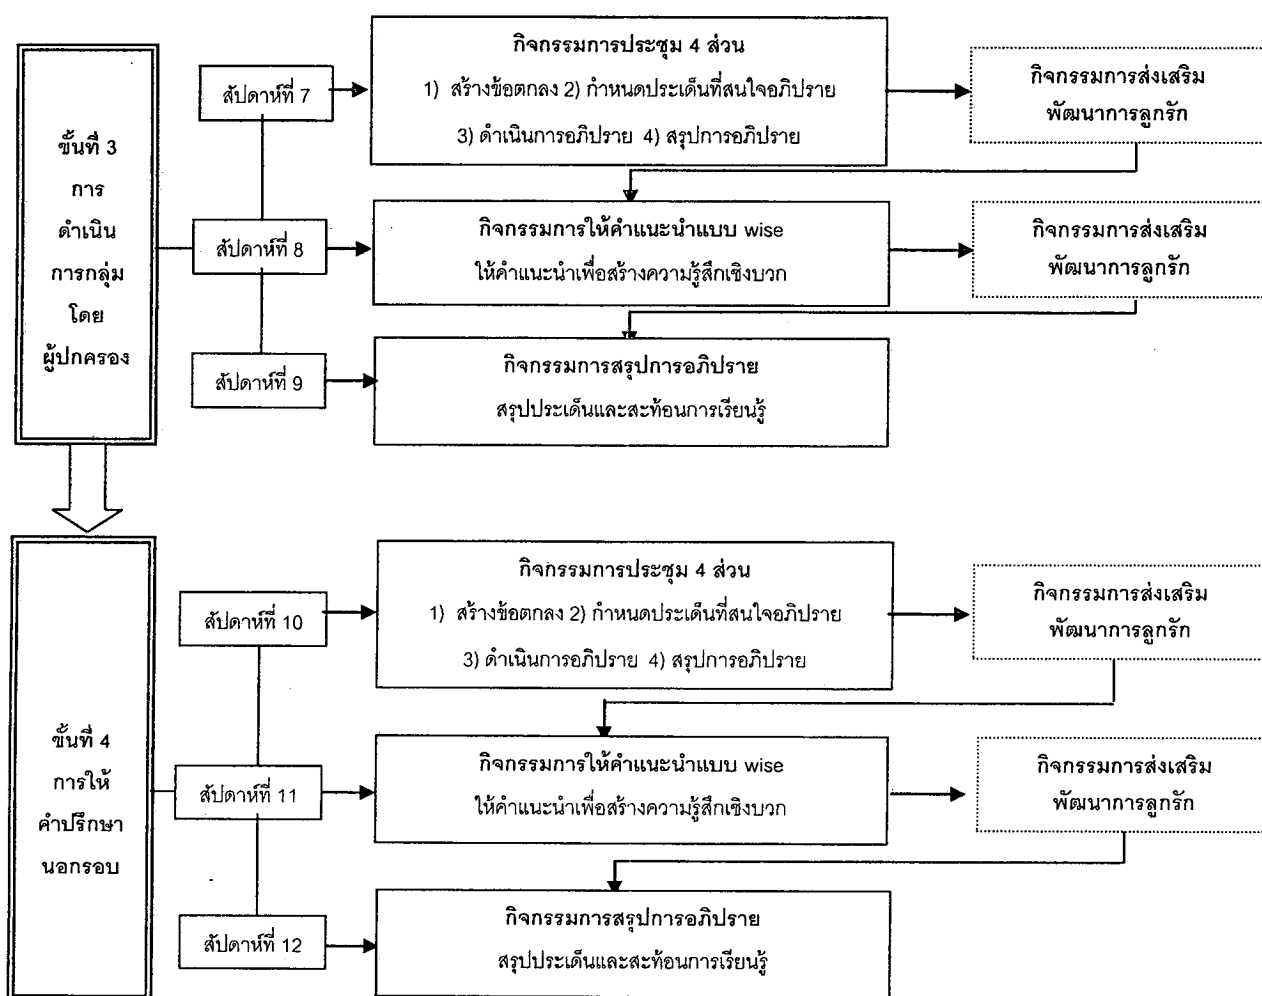 ขั้นที่ 3
การ
ดำเนิน
การกลุ่ม
โดย
ผู้ปกครอง
สัปดาห์ที่ 7
กิจกรรมการประชุม 4 ส่วน
1) สร้างข้อตกลง 2) กำหนดประเด็นที่สนใจอภิปราย
3) ดำเนินการอภิปราย 4) สรุปการอภิปราย
กิจกรรมการส่งเสริม
พัฒนาการลูกรัก
สัปดาห์ที่ 8
กิจกรรมการให้คำแนะนำแบบ wise
ให้คำแนะนำเพื่อสร้างความรู้สึกเชิงบวก
กิจกรรมการส่งเสริม
พัฒนาการลูกรัก
สัปดาห์ที่ 9
กิจกรรมการสรุปการอภิปราย
สรุปประเด็นและสะท้อนการเรียนรู้
ขั้นที่ 4
การให้
คำปรึกษา
นอกรอบ
สัปดาห์ที่ 10
กิจกรรมการประชุม 4 ส่วน
1) สร้างข้อตกลง 2) กำหนดประเด็นที่สนใจอภิปราย
3) ดำเนินการอภิปราย 4) สรุปการอภิปราย
กิจกรรมการส่งเสริม
พัฒนาการลูกรัก
สัปดาห์ที่ 11
กิจกรรมการให้คำแนะนำแบบ wise
ให้คำแนะนำเพื่อสร้างความรู้สึกเชิงบวก
กิจกรรมการส่งเสริม
พัฒนาการลูกรัก
สัปดาห์ที่ 12
กิจกรรมการสรุปการอภิปราย
สรุปประเด็นและสะท้อนการเรียนรู้